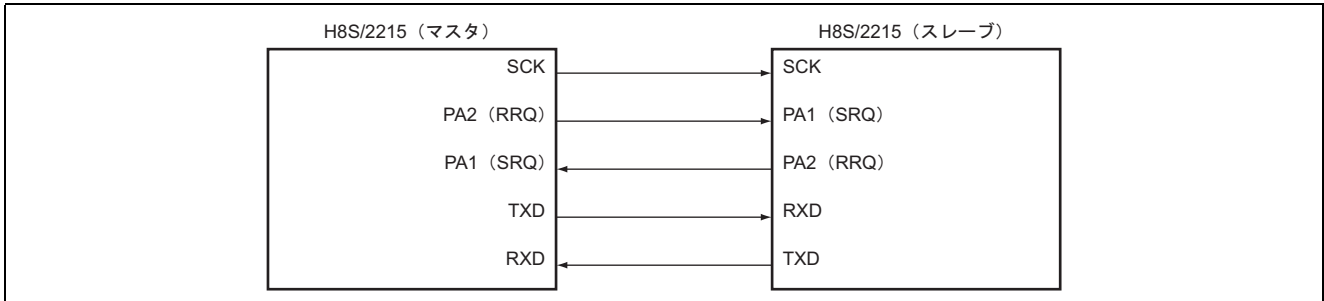 H8S/2215（マスタ） H8S/2215（スレーブ）
SCK SCK
PA2（RRQ） PA1（SRQ）
PA1（SRQ） PA2（RRQ）
TXD RXD
RXD TXD